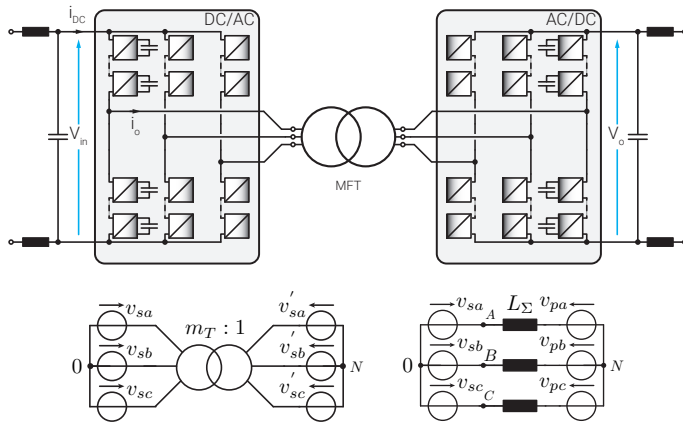 i_DC
DC/AC
AC/DC
V_in
i_o
MFT
V_o
v_sa
m_T : 1
v'_sa
0
v_sb
v'_sb
N
v_sc
v'_sc
v_sa
A
L_Σ
v_pa
0
v_sb
B
v_pb
N
v_sc
C
v_pc